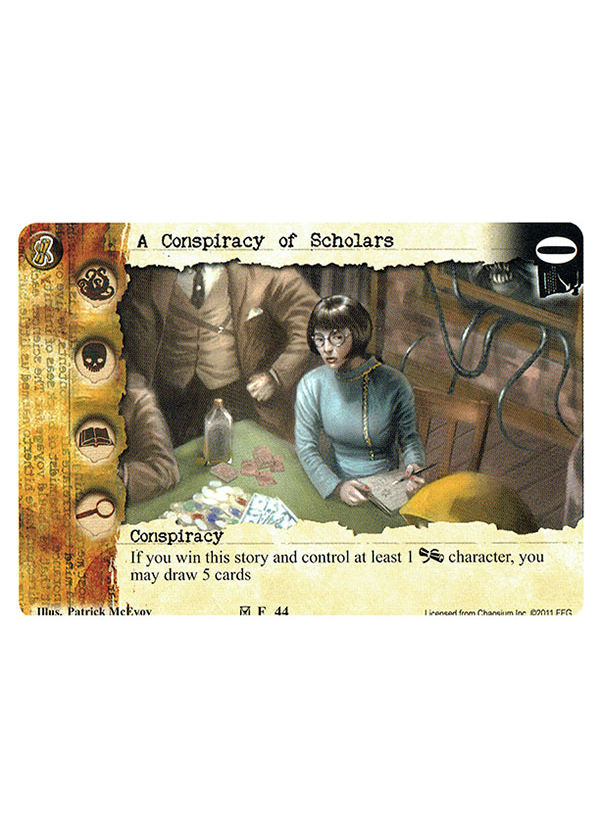 A Conspiracy of Scholars
0
Conspiracy
If you win this story and control at least 1 character, you
may draw 5 cards
Illus. Patrick McEvoy
F 44
Licensed from Chaosium Inc. ©2011 FFG